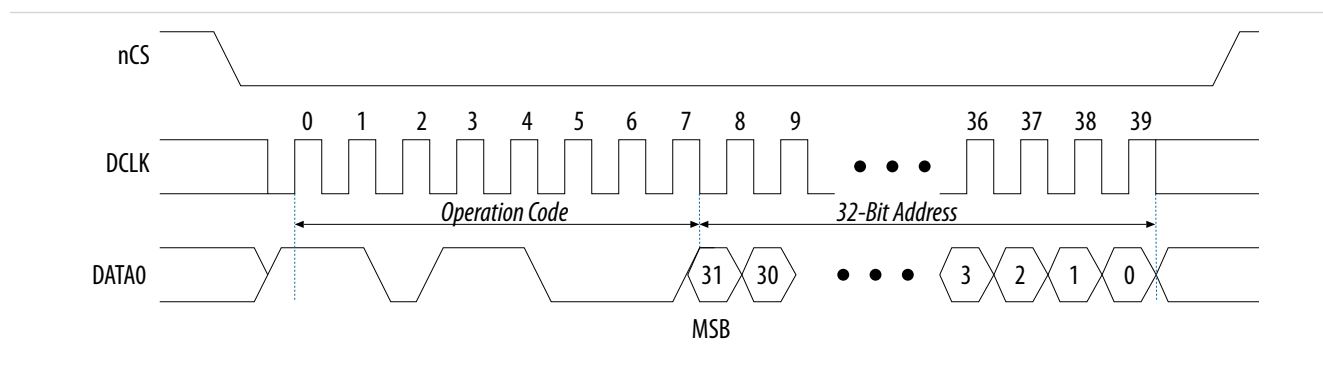 nCS
0 1 2 3 4 5 6 7 8 9 36 37 38 39
DCLK
Operation Code 32-Bit Address
DATA0 31 30 3 2 1 0
MSB